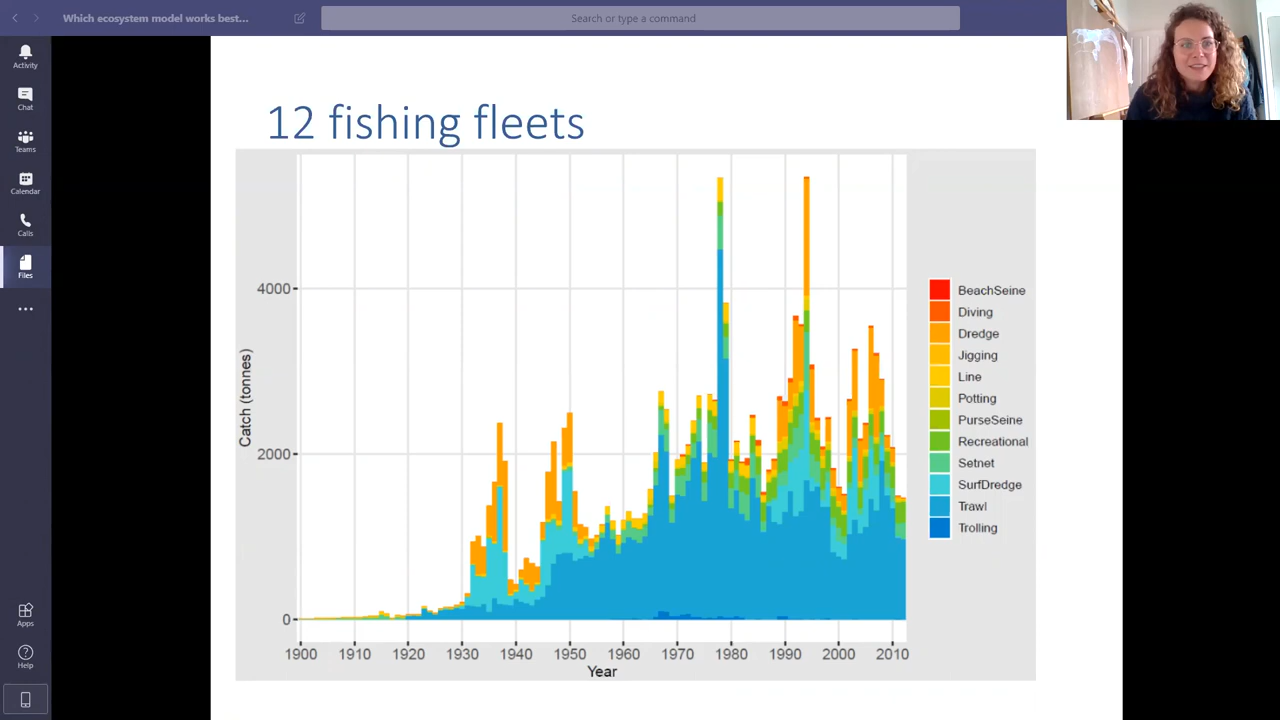 Which ecosystem model works best...
Search or type a command
Activity
Chat
Teams
Calendar
Calls
Files
Apps
Help
12 fishing fleets
Catch (tonnes)
4000
2000
0
1900 1910 1920 1930 1940 1950 1960 1970 1980 1990 2000 2010
Year
BeachSeine
Diving
Dredge
Jigging
Line
Potting
PurseSeine
Recreational
Setnet
SurfDredge
Trawl
Trolling